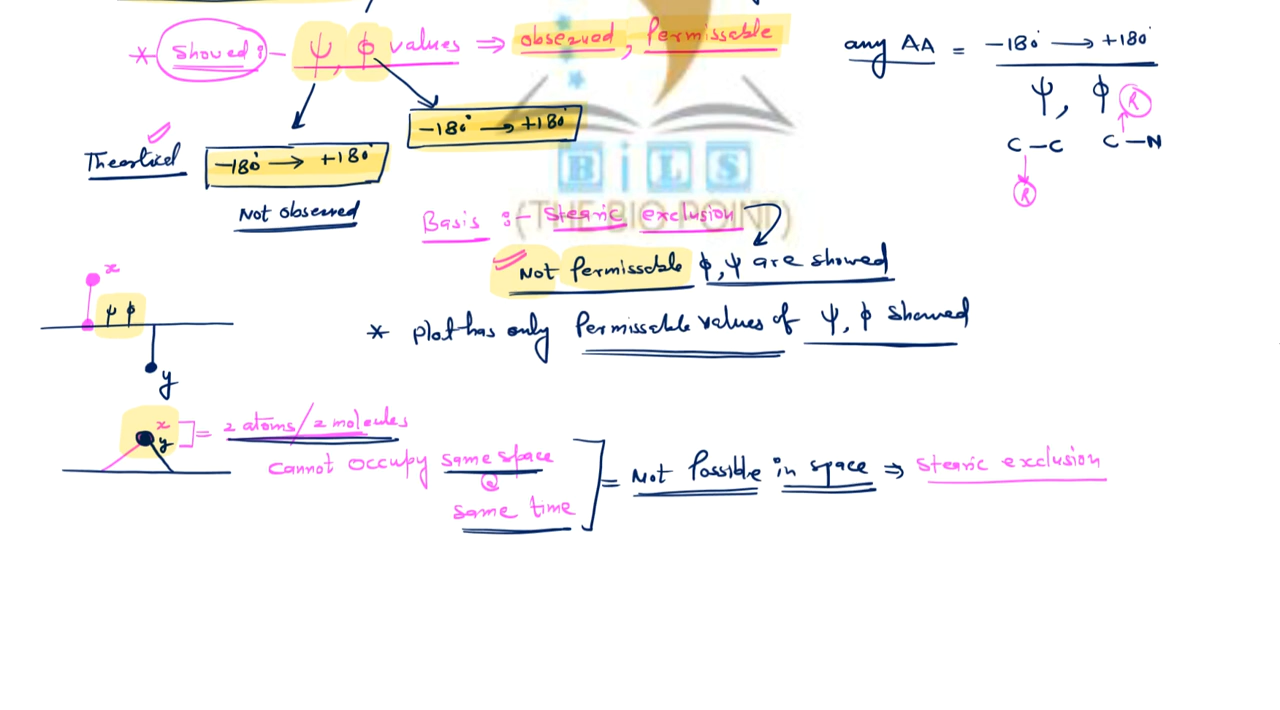 * Showed :- ψ, φ values ⇒ observed, Permissable
any AA = -180° → +180°
ψ, φ (R)
C-C C-N
(R)
-180° → +180°
Theortical -180° → +180°
Not observed
BiLS
(THE BIO POINT)
Basis :- Stearic exclusion
Not Permissable φ, ψ are showed
x
ψ φ
y
* Plot has only Permissable values of ψ, φ showed
x
y ] = 2 atoms/2 molecules
cannot occupy same space
@
same time
= Not Possible in space ⇒ Stearic exclusion